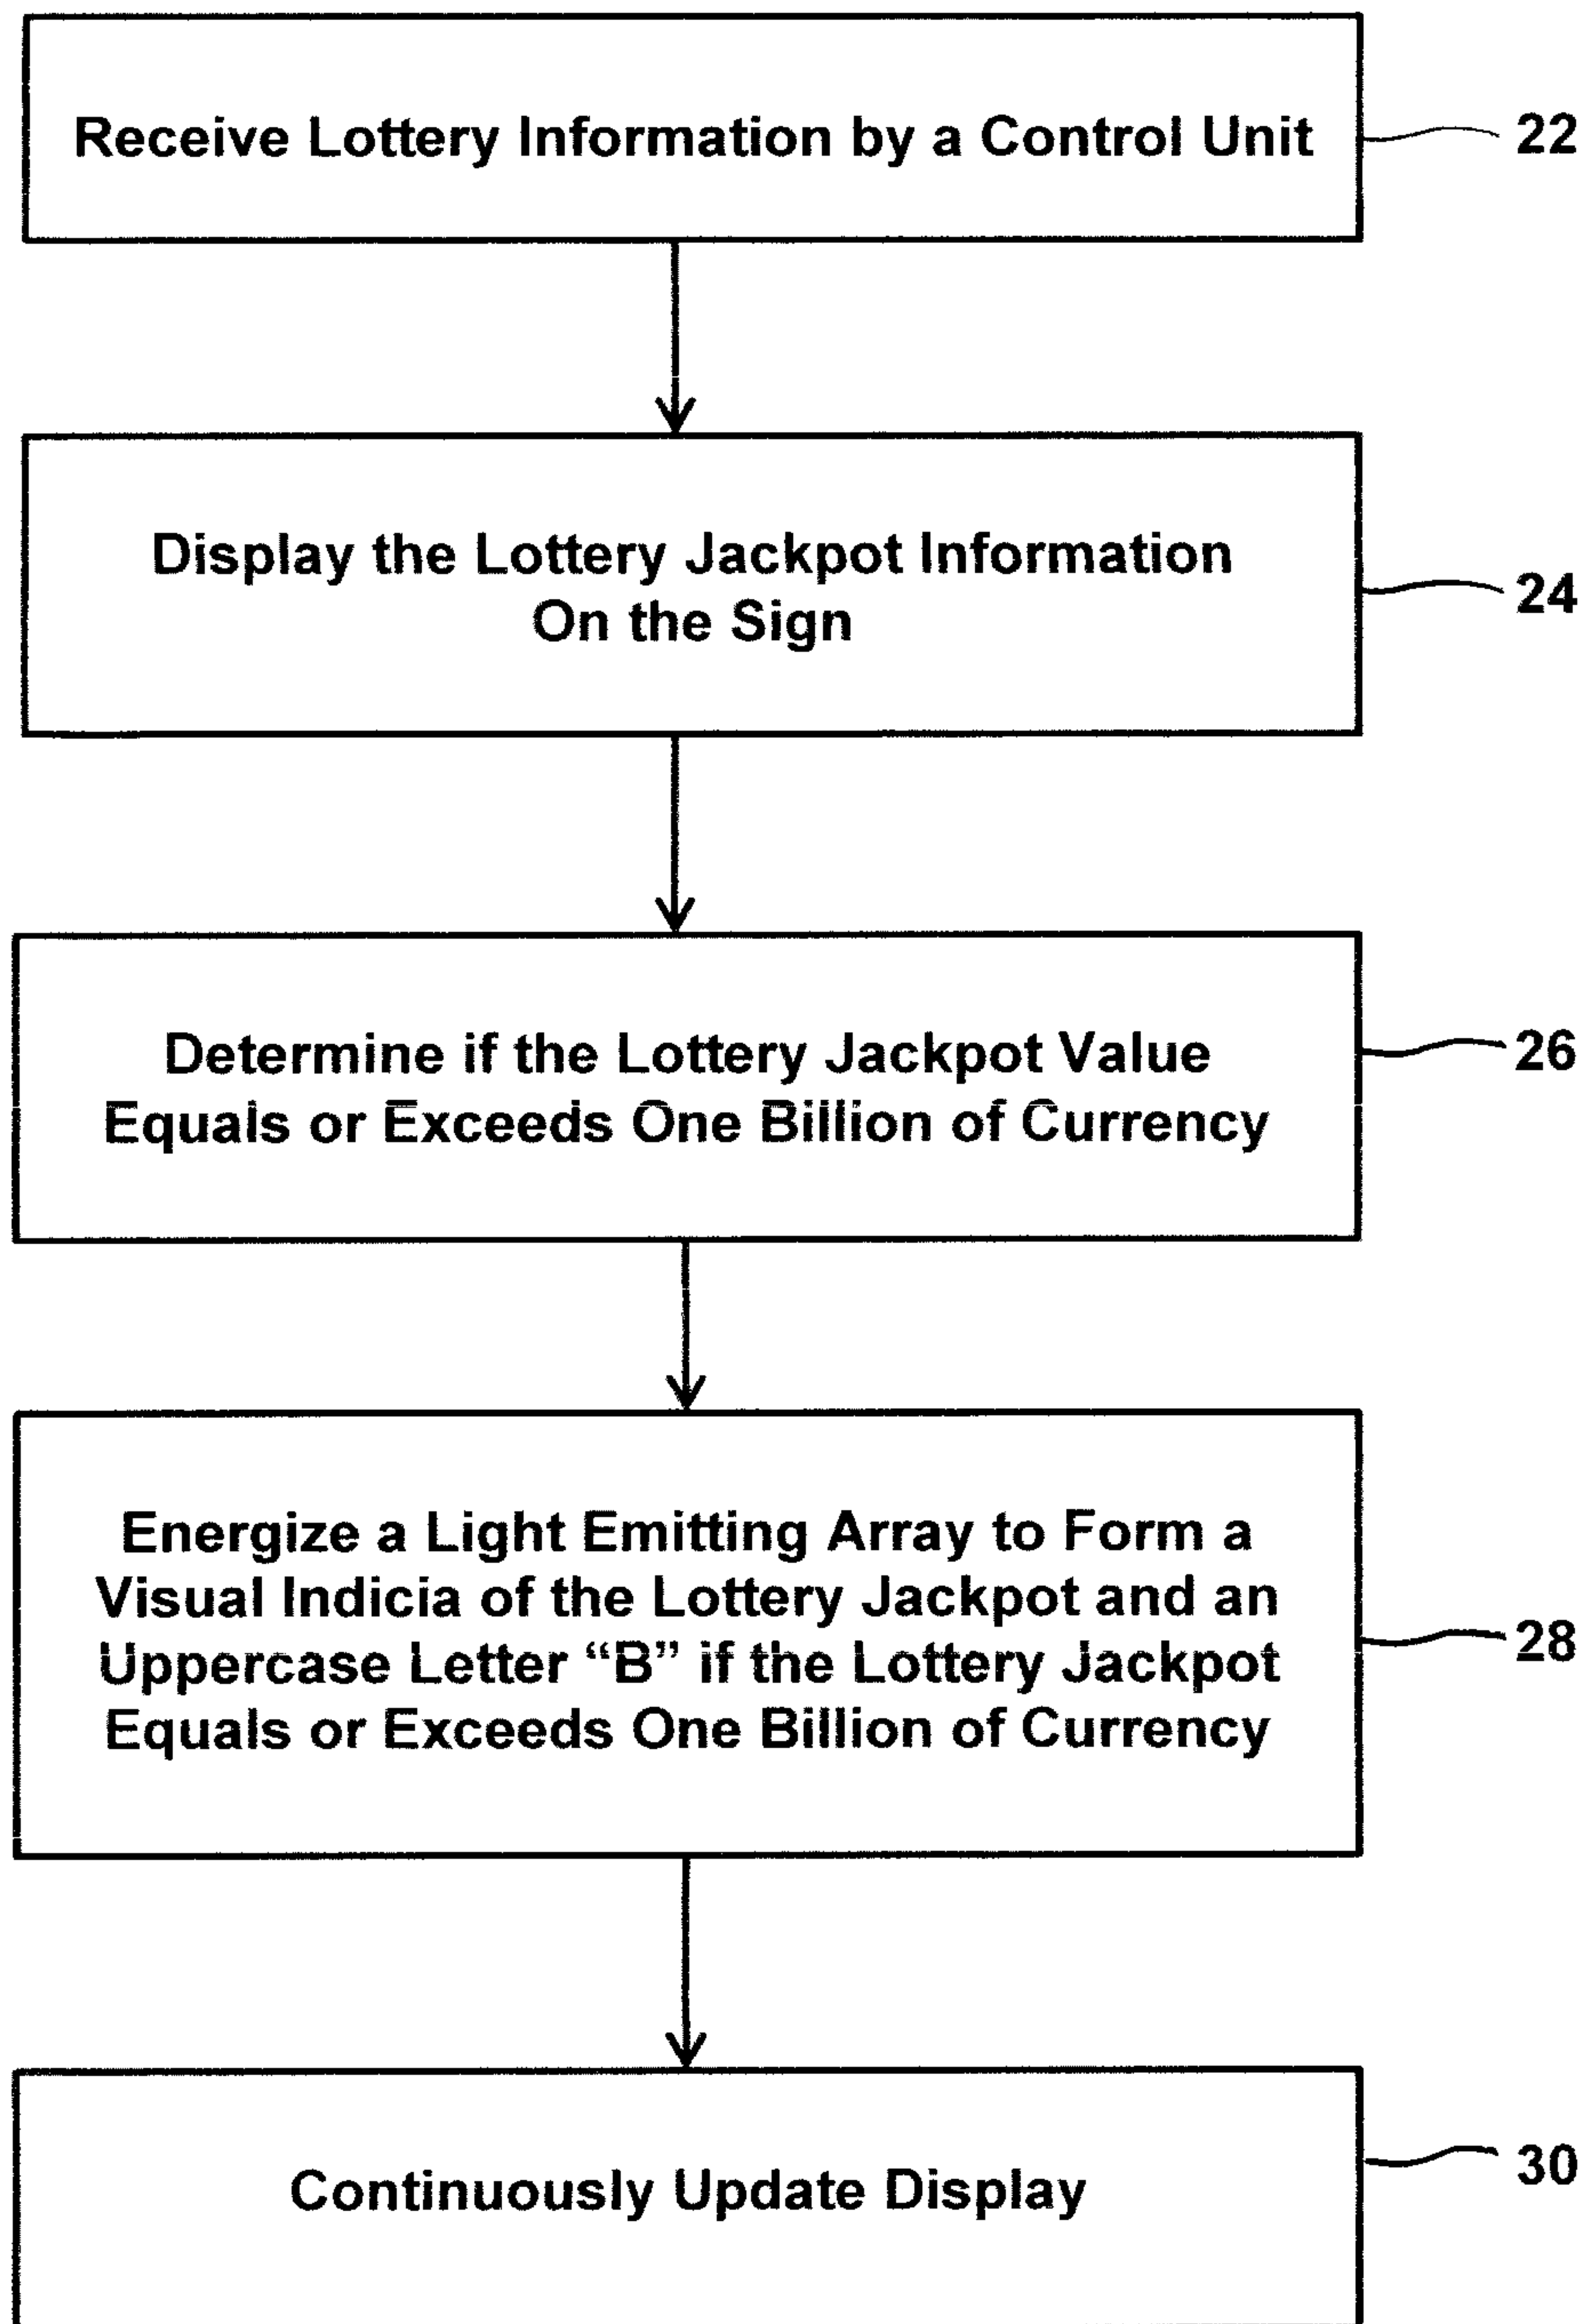 Receive Lottery Information by a Control Unit
22
Display the Lottery Jackpot Information
On the Sign
24
Determine if the Lottery Jackpot Value
Equals or Exceeds One Billion of Currency
26
Energize a Light Emitting Array to Form a
Visual Indicia of the Lottery Jackpot and an
Uppercase Letter “B” if the Lottery Jackpot
Equals or Exceeds One Billion of Currency
28
Continuously Update Display
30